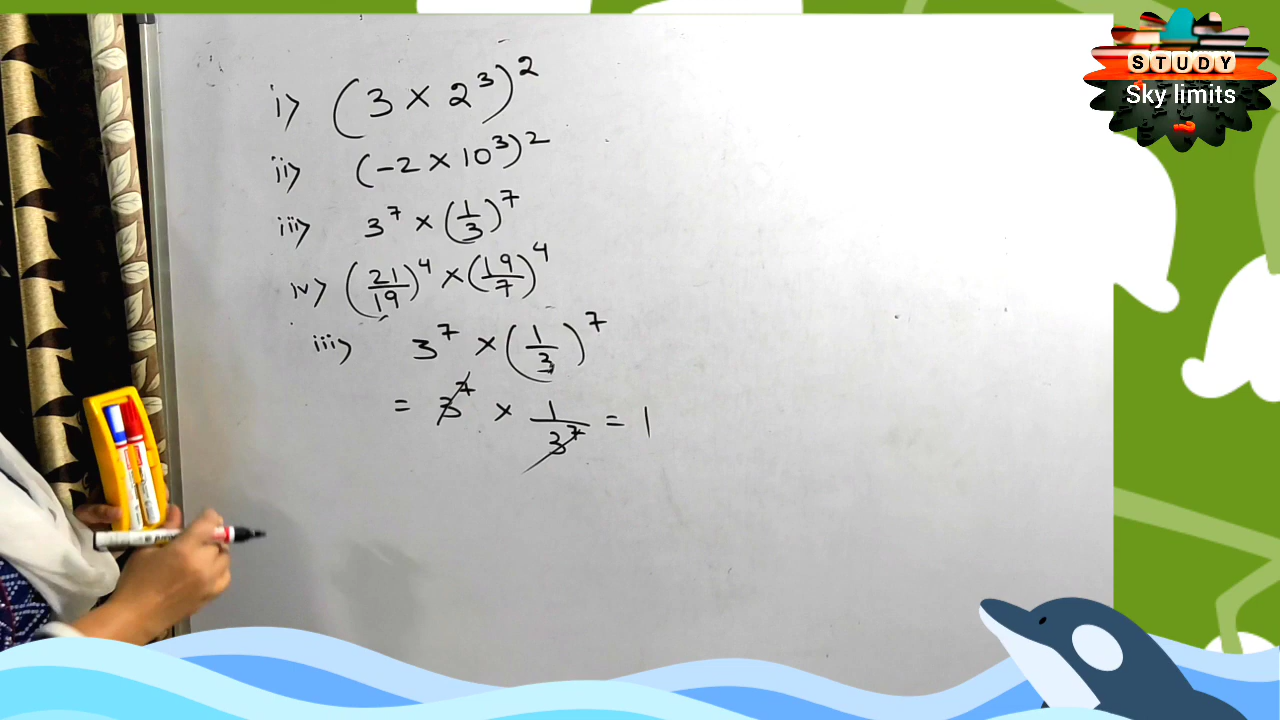 i) (3 × 2³)²
ii) (-2 × 10³)²
iii) 3⁷ × (1/3)⁷
iv) (21/19)⁴ × (19/7)⁴
iii) 3⁷ × (1/3)⁷
= 3⁷ × 1/3⁷ = 1
STUDY
Sky limits